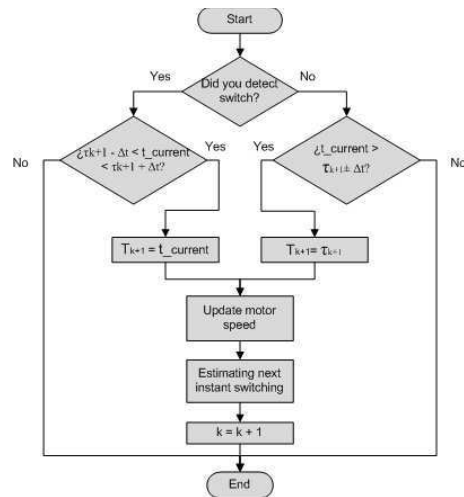 Start
Yes
Did you detect
switch?
No
No
¿τk+1 - Δt < t_current
< τk+1 + Δt?
Yes
Yes
¿t_current >
τk+1± Δt?
No
Tk+1 = t_current
Tk+1= τk+1
Update motor
speed
Estimating next
instant switching
k = k + 1
End